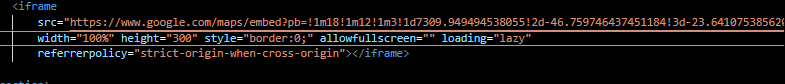 <iframe
src="https://www.google.com/maps/embed?pb=!1m18!1m12!1m3!1d7309.949494538055!2d-46.759746437451184!3d-23.641075385620
width="100%" height="300" style="border:0;" allowfullscreen="" loading="lazy"
referrerpolicy="strict-origin-when-cross-origin"></iframe>